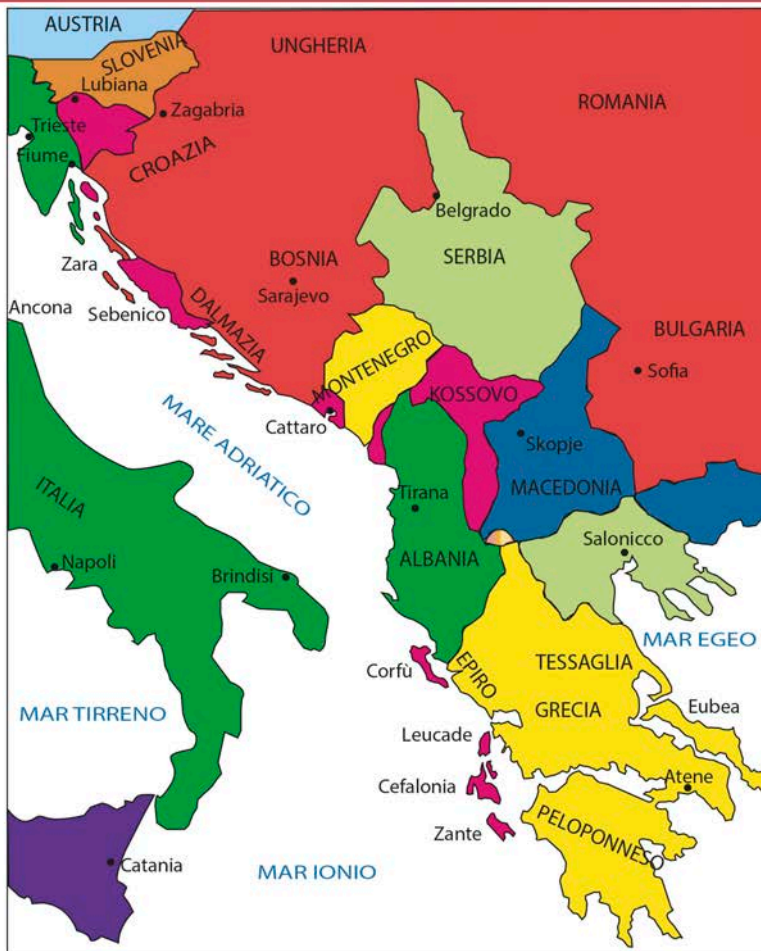 AUSTRIA
UNGHERIA
SLOVENIA
Lubiana
ROMANIA
Zagabria
Trieste
Fiume
CROAZIA
Belgrado
SERBIA
BOSNIA
Zara
Sarajevo
Ancona
Sebenico
DALMAZIA
BULGARIA
Sofia
MONTENEGRO
KOSSOVO
Cattaro
MARE ADRIATICO
Skopje
MACEDONIA
Tirana
ITALIA
Salonicco
ALBANIA
Napoli
Brindisi
MAR EGEO
Corfù
EPIRO
TESSAGLIA
Eubea
MAR TIRRENO
GRECIA
Leucade
Atene
Cefalonia
PELOPONNESO
Zante
Catania
MAR IONIO